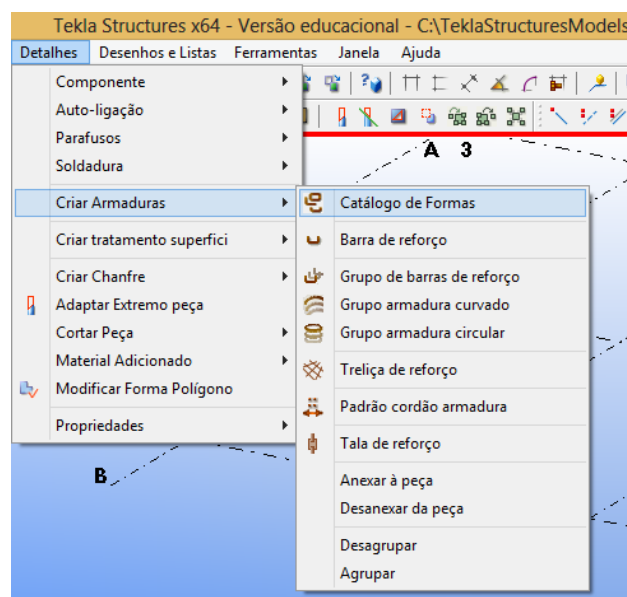 Tekla Structures x64 - Versão educacional - C:\TeklaStructuresModels
Detalhes Desenhos e Listas Ferramentas Janela Ajuda
Componente
Auto-ligação
Parafusos
Soldadura
Criar Armaduras
Criar tratamento superfici
Criar Chanfre
Adaptar Extremo peça
Cortar Peça
Material Adicionado
Modificar Forma Polígono
Propriedades
Catálogo de Formas
Barra de reforço
Grupo de barras de reforço
Grupo armadura curvado
Grupo armadura circular
Treliça de reforço
Padrão cordão armadura
Tala de reforço
Anexar à peça
Desanexar da peça
Desagrupar
Agrupar
A 3
B